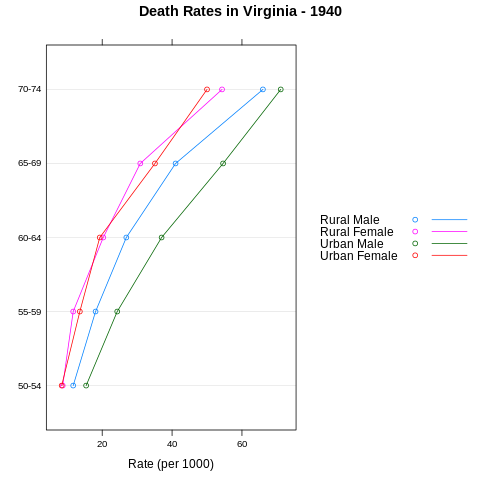 Death Rates in Virginia - 1940
70-74
65-69
60-64
55-59
50-54
20
40
60
Rate (per 1000)
Rural Male
Rural Female
Urban Male
Urban Female